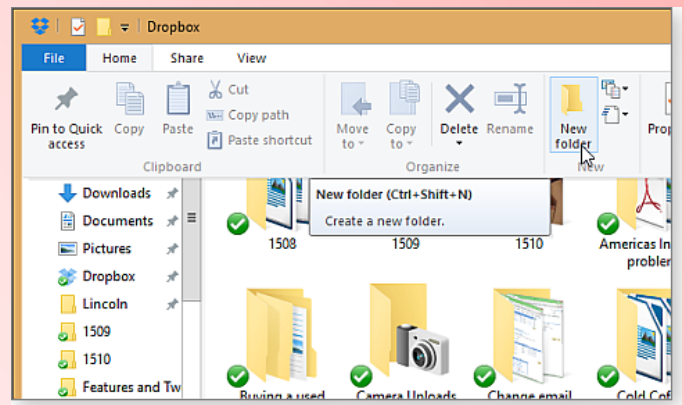 Dropbox
File Home Share View
Pin to Quick access
Copy
Paste
Cut
Copy path
Paste shortcut
Clipboard
Move to
Copy to
Delete
Rename
Organize
New folder
New
New folder (Ctrl+Shift+N)
Create a new folder.
Downloads
Documents
Pictures
Dropbox
Lincoln
1509
1510
Features and Tw
1508
1509
1510
Americas In
problem
Buying a used
Camera Uploads
Change email
Cold Cof